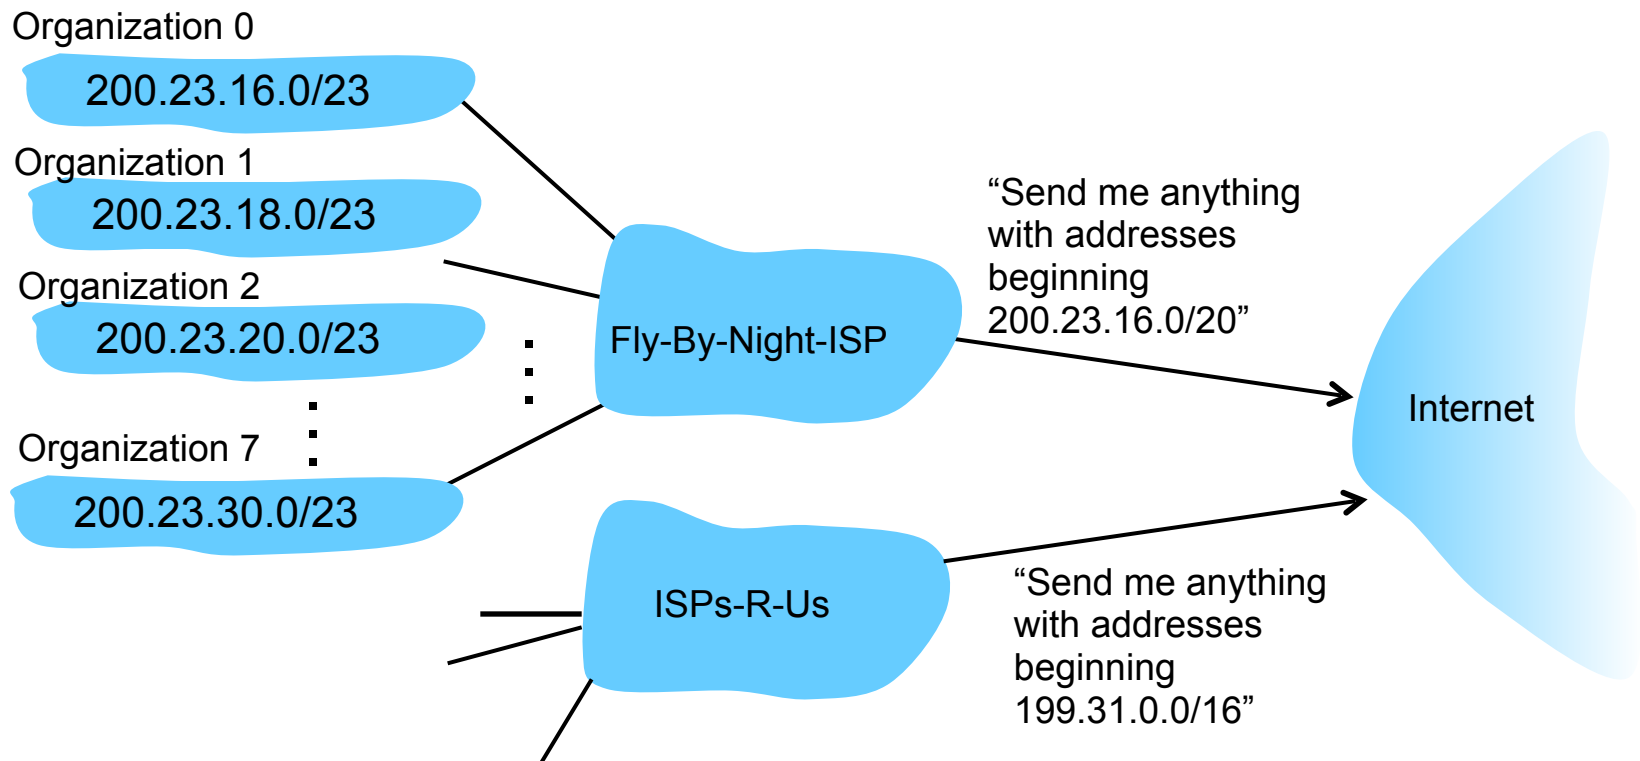 Organization 0
200.23.16.0/23
Organization 1
200.23.18.0/23
Organization 2
200.23.20.0/23
Organization 7
200.23.30.0/23
Fly-By-Night-ISP
“Send me anything
with addresses
beginning
200.23.16.0/20”
Internet
ISPs-R-Us
“Send me anything
with addresses
beginning
199.31.0.0/16”